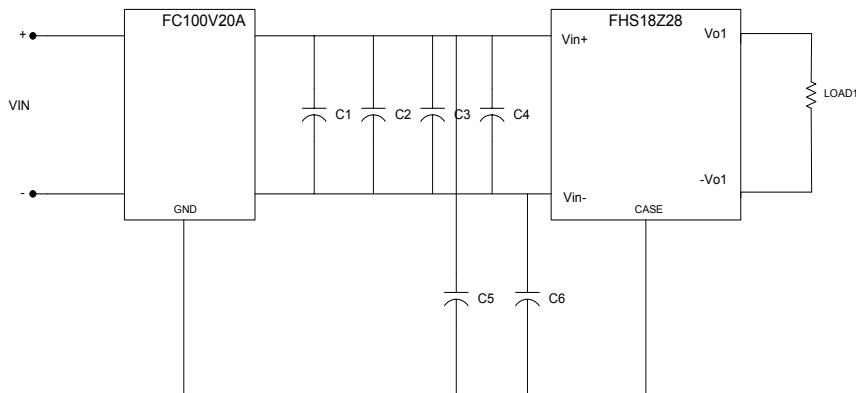 FC100V20A
FHS18Z28
+
Vin+
Vo1
VIN
C1
C2
C3
C4
LOAD1
-
Vin-
-Vo1
GND
CASE
C5
C6